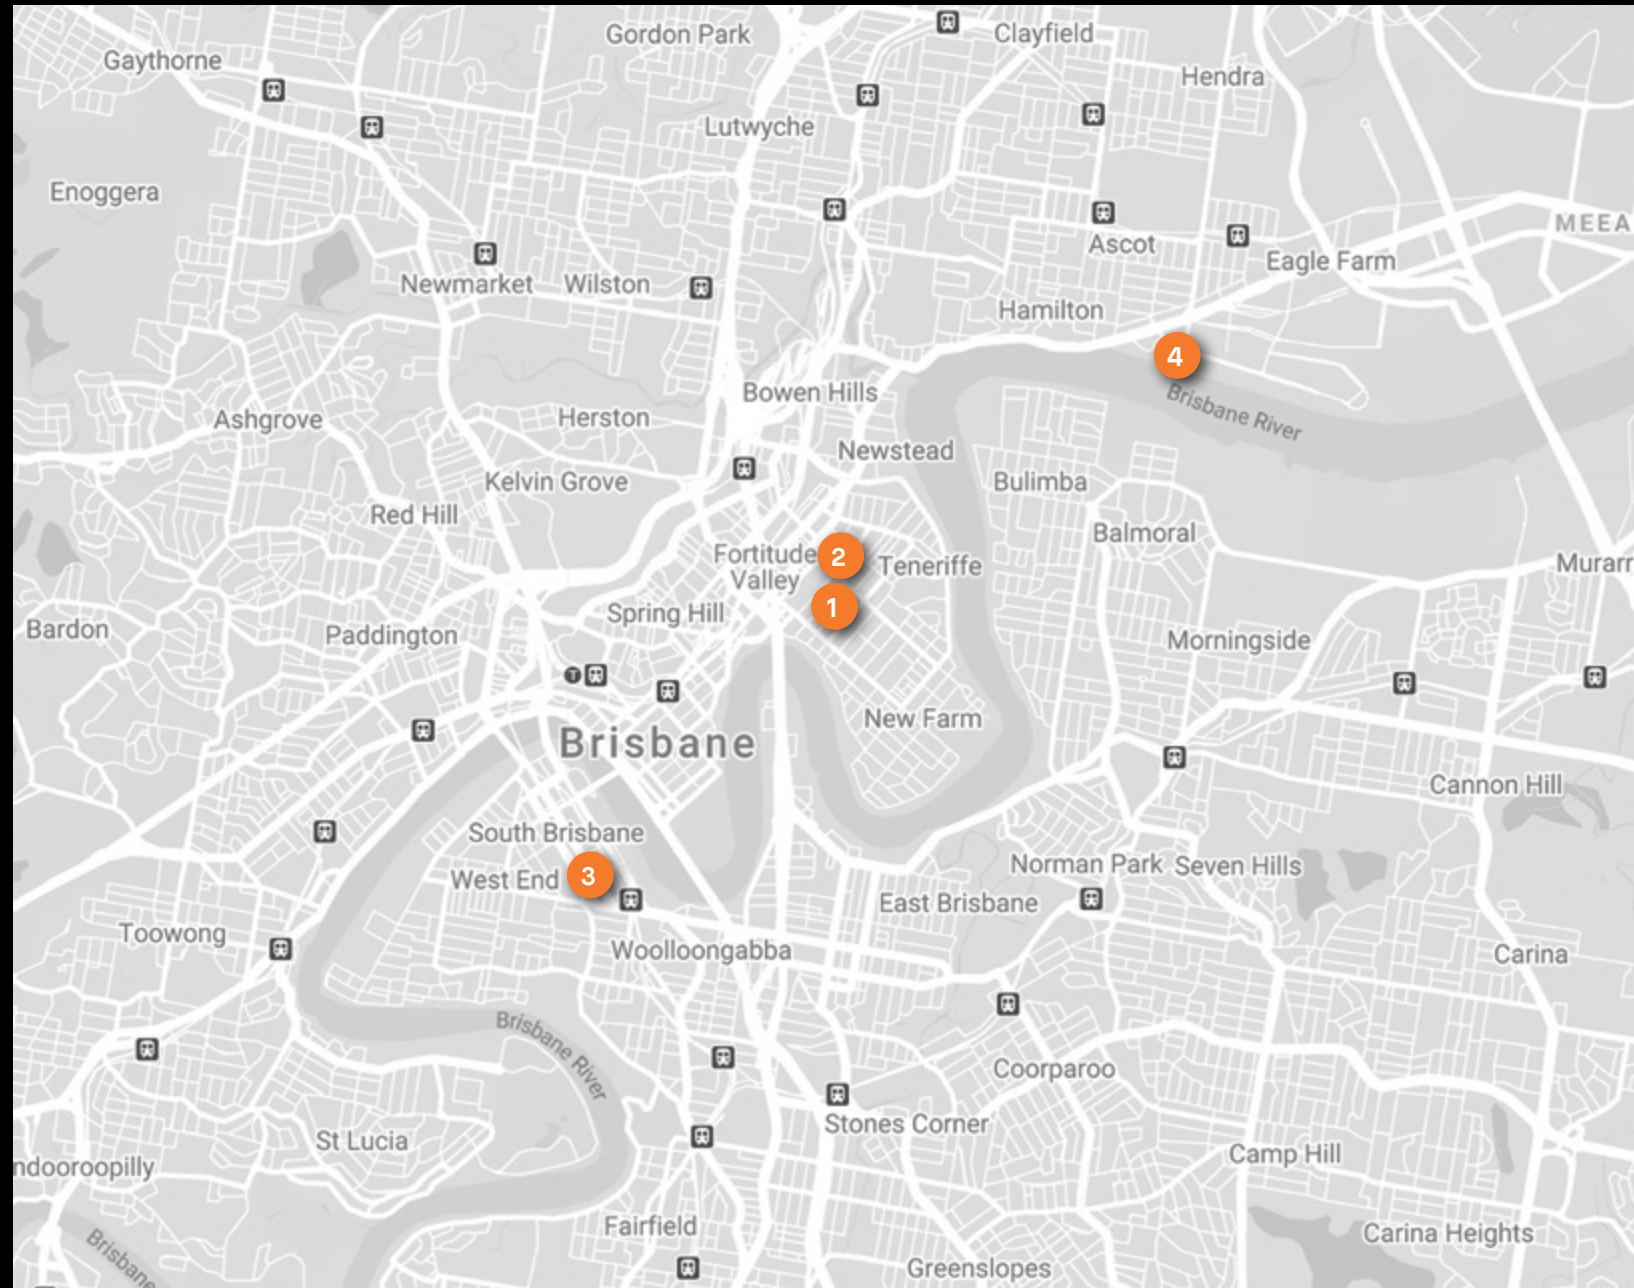 Gordon Park
Clayfield
Gaythorne
Hendra
Lutwyche
Enoggera
MEEA
Ascot
Eagle Farm
Newmarket
Wilston
Hamilton
4
Bowen Hills
Brisbane River
Ashgrove
Herston
Newstead
Kelvin Grove
Bulimba
Red Hill
Balmoral
Fortitude
Valley
2
Teneriffe
Murarr
1
Spring Hill
Bardon
Paddington
Morningside
T
New Farm
Brisbane
Cannon Hill
South Brisbane
Norman Park
Seven Hills
West End
3
East Brisbane
Toowong
Woolloongabba
Carina
Brisbane River
Coorparoo
Stones Corner
St Lucia
Camp Hill
ndooroopilly
Fairfield
Carina Heights
Brisbane
Greenslopes